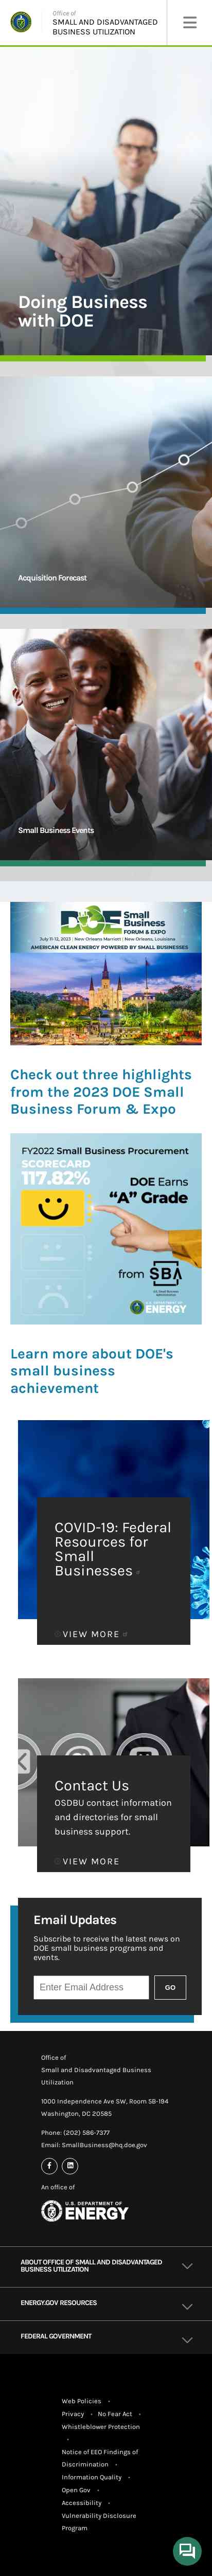 Office of
SMALL AND DISADVANTAGED
BUSINESS UTILIZATION
Doing Business
with DOE
Acquisition Forecast
Small Business Events
DOE Small
Business
FORUM & EXPO
July 11-13, 2023 | New Orleans Marriott | New Orleans, Louisiana
AMERICAN CLEAN ENERGY POWERED BY SMALL BUSINESSES
Check out three highlights
from the 2023 DOE Small
Business Forum & Expo
FY2022 Small Business Procurement
SCORECARD
117.82%
DOE Earns
"A" Grade
from SBA
U.S. DEPARTMENT OF
ENERGY
Learn more about DOE's
small business
achievement
COVID-19: Federal
Resources for
Small
Businesses
VIEW MORE
Contact Us
OSDBU contact information
and directories for small
business support.
VIEW MORE
Email Updates
Subscribe to receive the latest news on
DOE small business programs and
events.
Enter Email Address
GO
Office of
Small and Disadvantaged Business
Utilization
1000 Independence Ave SW, Room 5B-194
Washington, DC 20585
Phone: (202) 586-7377
Email: SmallBusiness@hq.doe.gov
An office of
U.S. DEPARTMENT OF
ENERGY
ABOUT OFFICE OF SMALL AND DISADVANTAGED
BUSINESS UTILIZATION
ENERGY.GOV RESOURCES
FEDERAL GOVERNMENT
Web Policies •
Privacy • No Fear Act •
Whistleblower Protection
•
Notice of EEO Findings of
Discrimination •
Information Quality •
Open Gov •
Accessibility •
Vulnerability Disclosure
Program